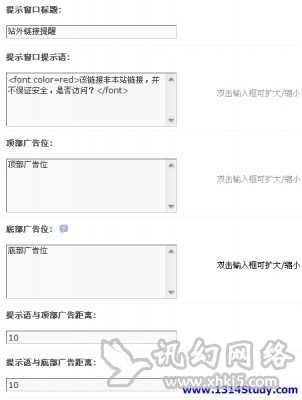 提示窗口标题:
站外链接提醒
提示窗口提示语:
<font color=red>该链接非本站链接，并
不保证安全，是否访问？</font>
双击输入框可扩大/缩小
顶部广告位:
顶部广告位
双击输入框可扩大/缩小
底部广告位:
底部广告位
双击输入框可扩大/缩小
提示语与顶部广告距离:
10
提示语与底部广告距离:
10
讯幻网络
www.xhkj5.com
www.1314Study.com